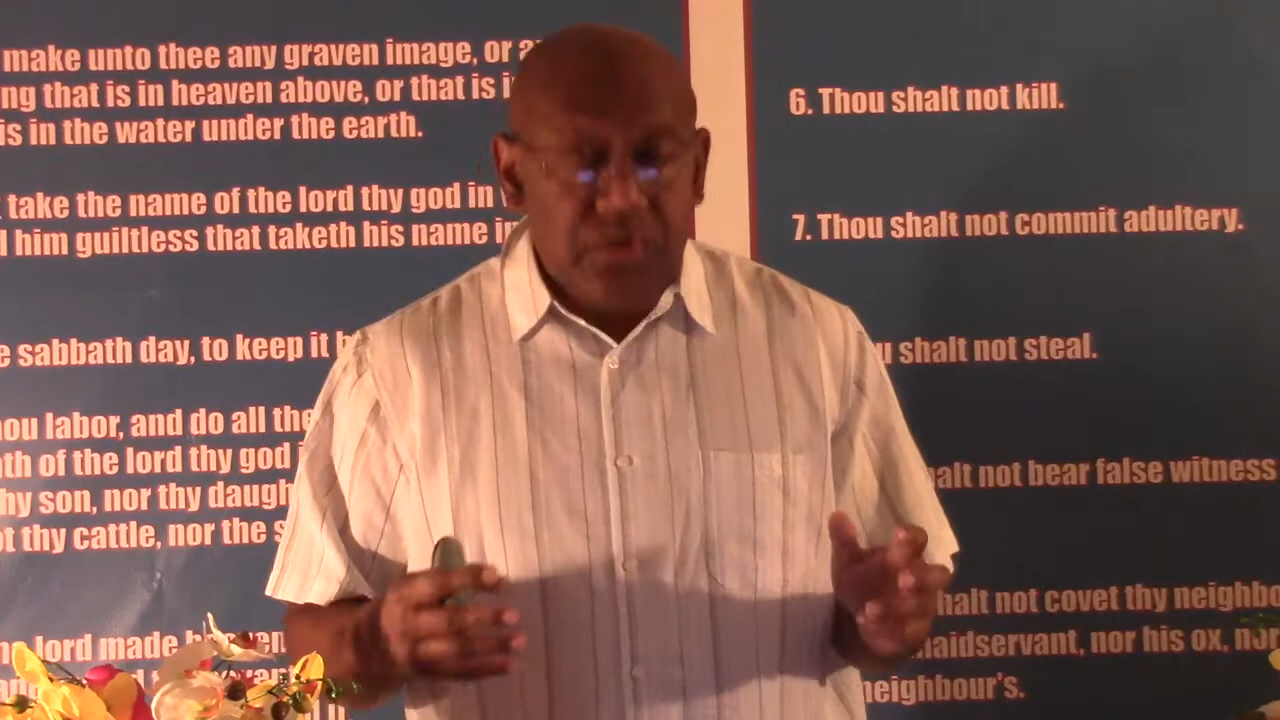 make unto thee any graven image, or
ng that is in heaven above, or that is
is in the water under the earth.
take the name of the lord thy god in
him guiltless that taketh his name
sabbath day, to keep it
ou labor, and do all the
th of the lord thy god
hy son, nor thy daugh
t thy cattle, nor the
lord made heaven
6. Thou shalt not kill.
7. Thou shalt not commit adultery.
u shalt not steal.
alt not bear false witness
halt not covet thy neighbo
maidservant, nor his ox, nor
neighbour's.